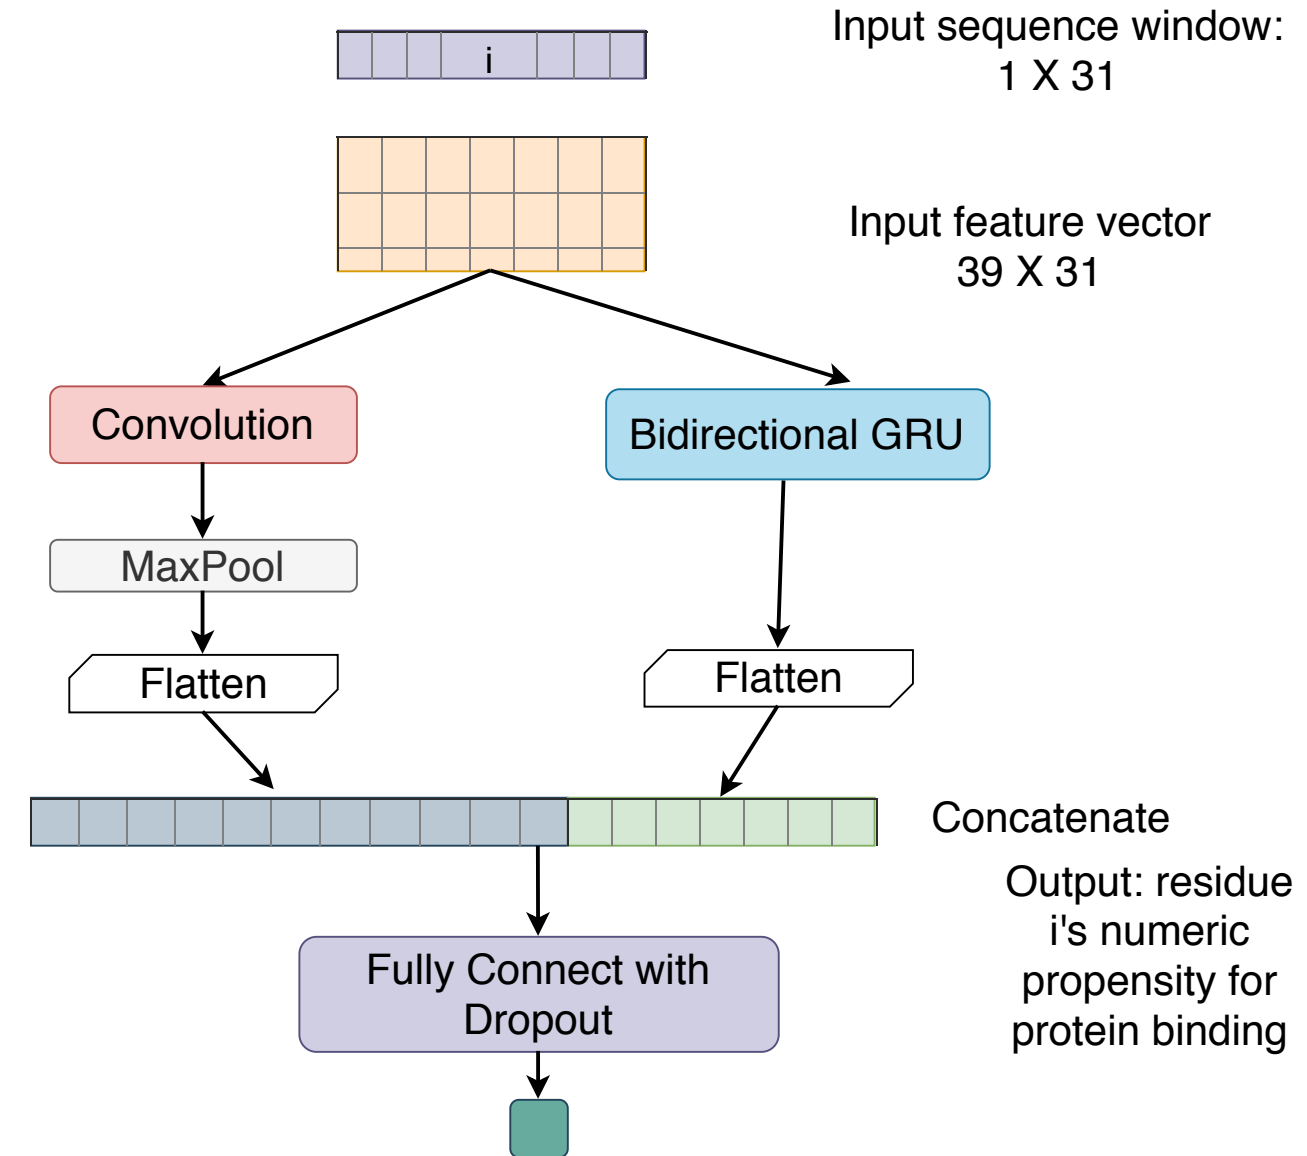 i
Input sequence window:
1 X 31
Input feature vector
39 X 31
Convolution
Bidirectional GRU
MaxPool
Flatten
Flatten
Concatenate
Output: residue
i's numeric
propensity for
protein binding
Fully Connect with
Dropout